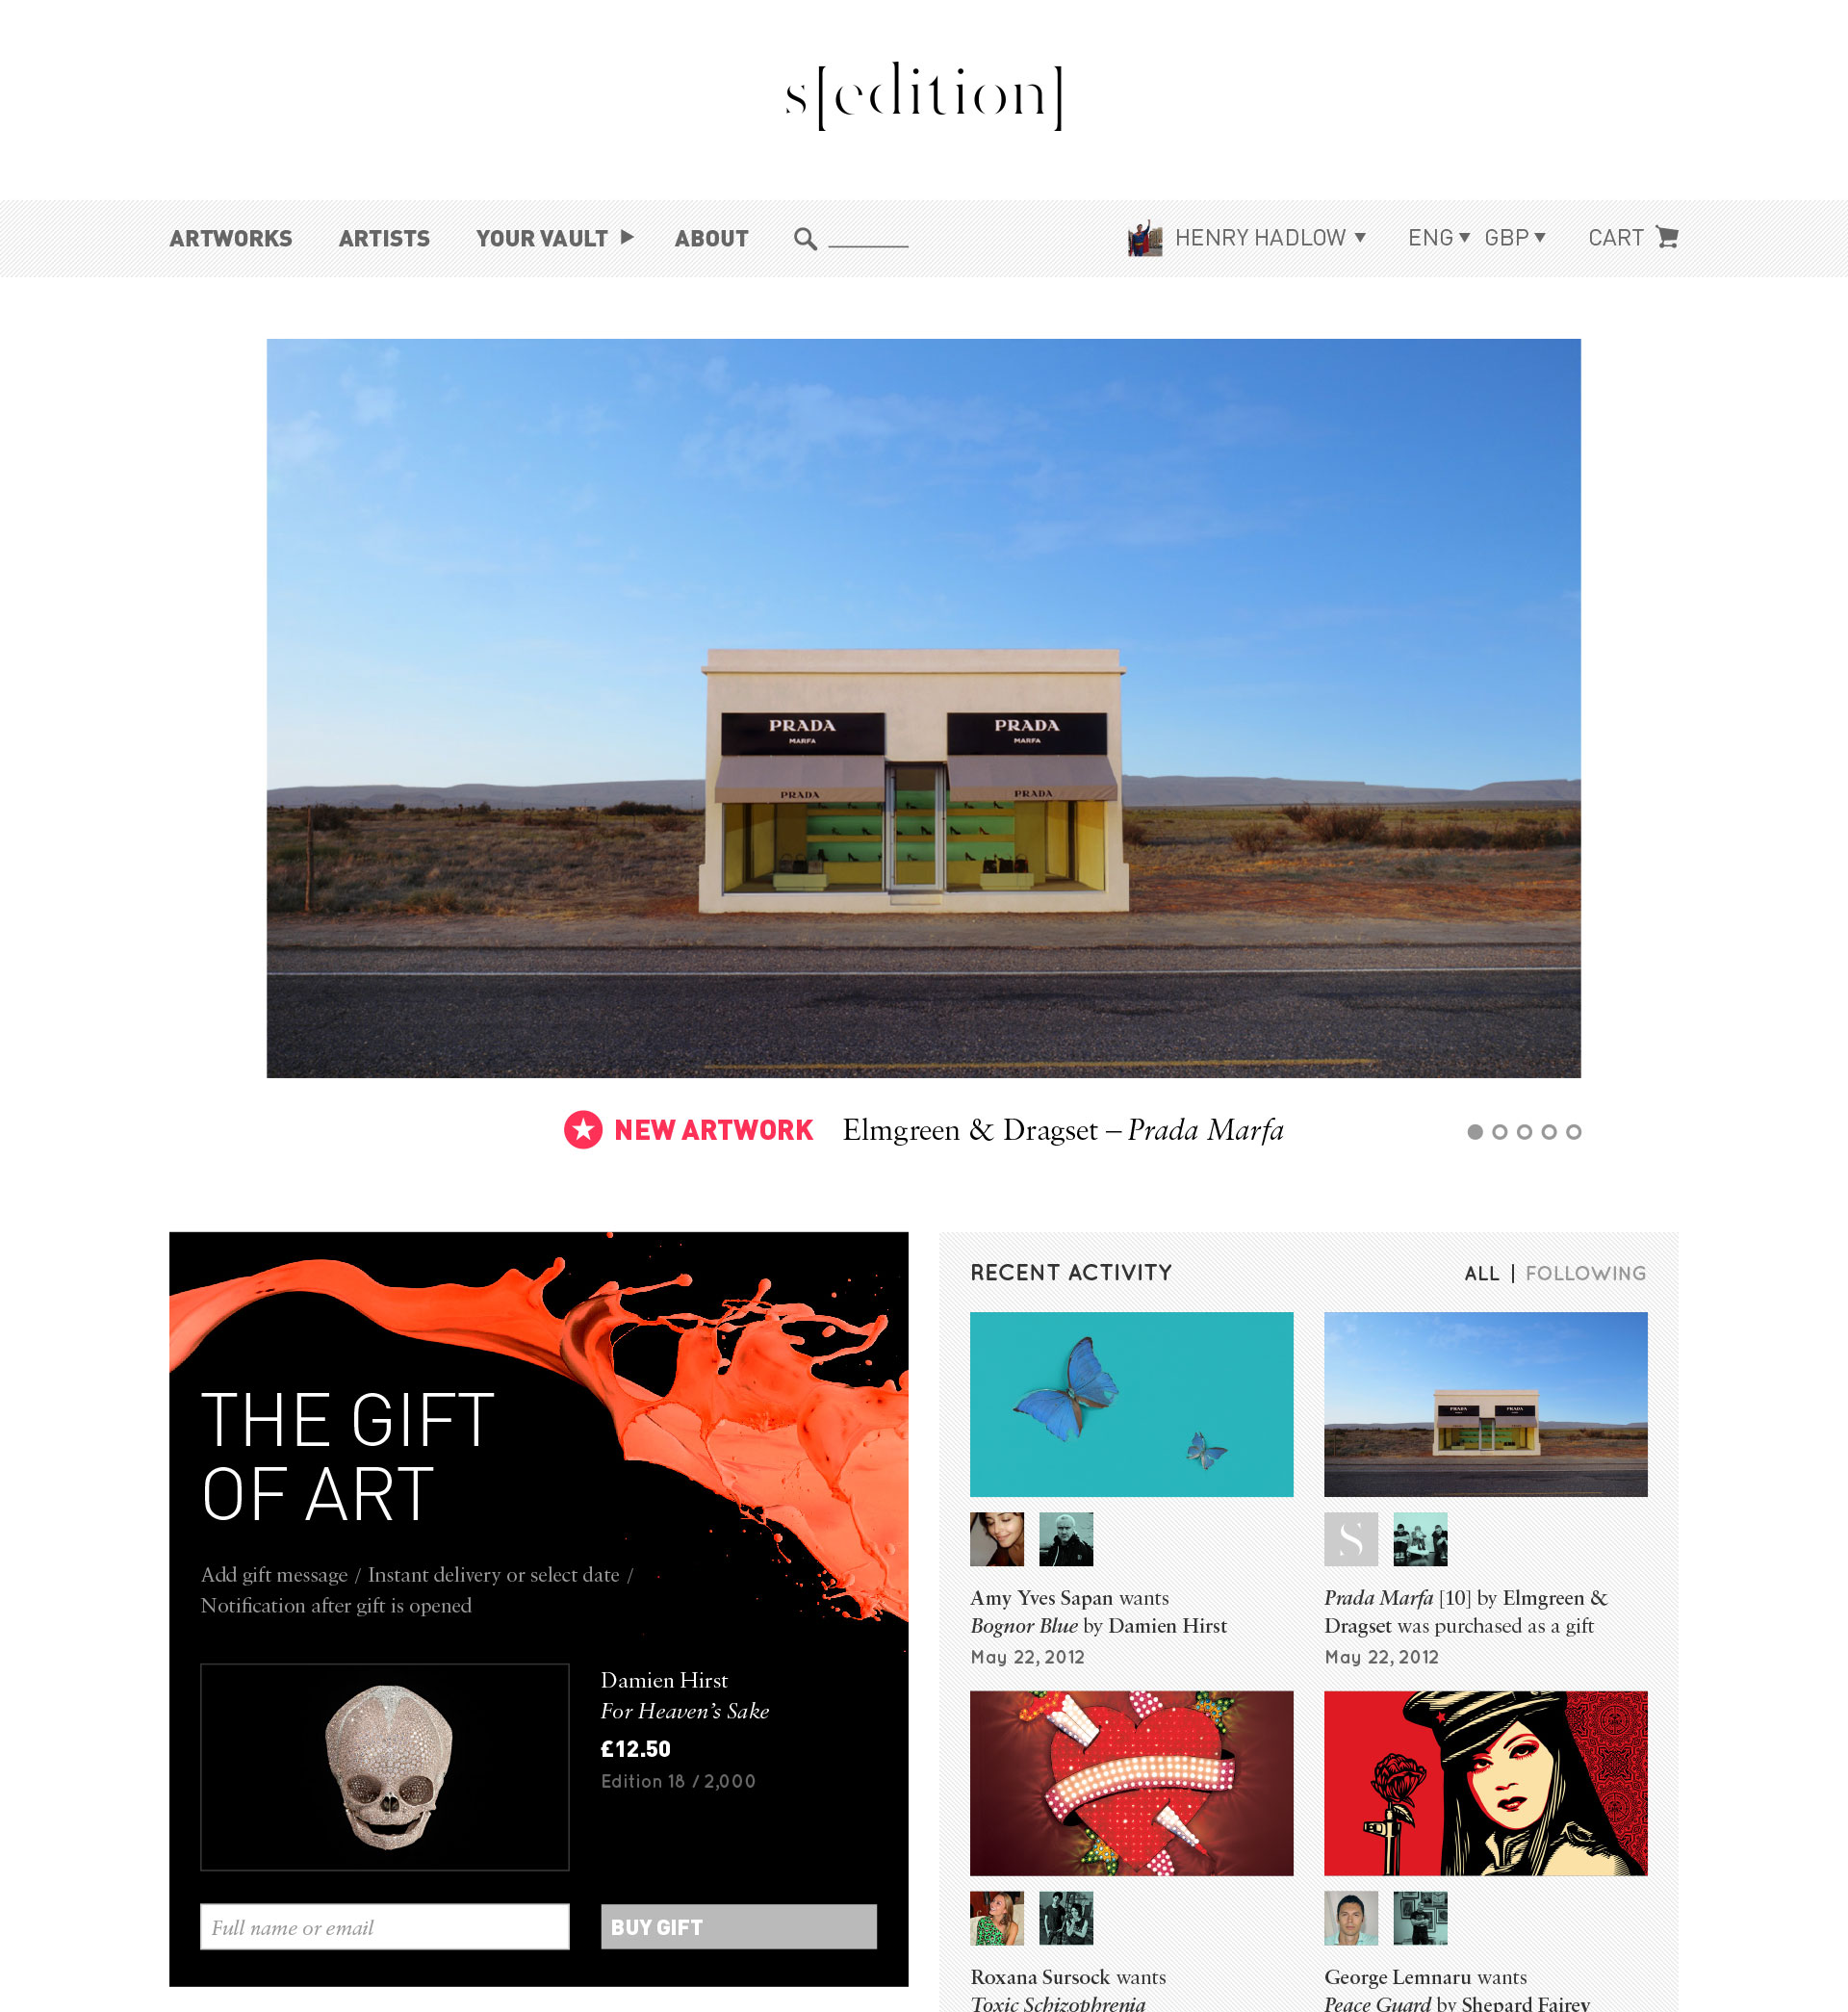 s[edition]
ARTWORKS ARTISTS YOUR VAULT ABOUT HENRY HADLOW ENG GBP CART
PRADA PRADA
MARFA MARFA
PRADA PRADA
NEW ARTWORK Elmgreen & Dragset – Prada Marfa
THE GIFT
OF ART
Add gift message / Instant delivery or select date /
Notification after gift is opened
Damien Hirst
For Heaven's Sake
£12.50
Edition 18 / 2,000
Full name or email BUY GIFT
RECENT ACTIVITY ALL | FOLLOWING
PRADA PRADA
S
Amy Yves Sapan wants
Bognor Blue by Damien Hirst
May 22, 2012
Prada Marfa [10] by Elmgreen &
Dragset was purchased as a gift
May 22, 2012
Roxana Sursock wants
Toxic Schizophrenia
George Lemnaru wants
Peace Guard by Shepard Fairey